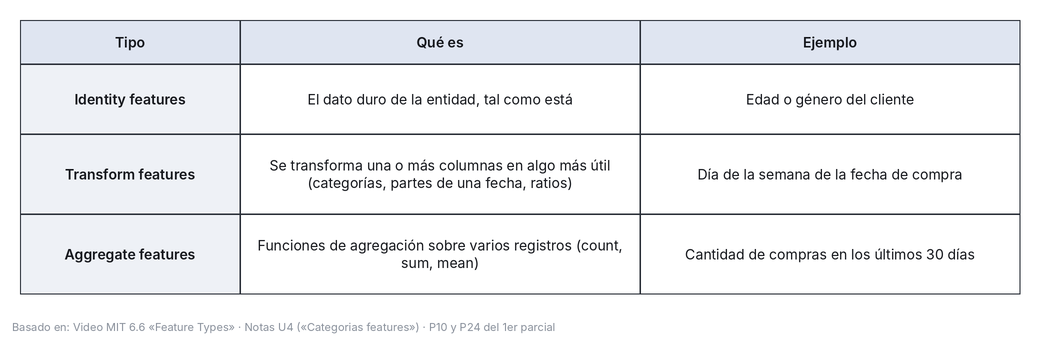 Tipo
Qué es
Ejemplo
Identity features
El dato duro de la entidad, tal como está
Edad o género del cliente
Transform features
Se transforma una o más columnas en algo más útil
(categorías, partes de una fecha, ratios)
Día de la semana de la fecha de compra
Aggregate features
Funciones de agregación sobre varios registros (count,
sum, mean)
Cantidad de compras en los últimos 30 días
Basado en: Video MIT 6.6 «Feature Types» · Notas U4 («Categorias features») · P10 y P24 del 1er parcial